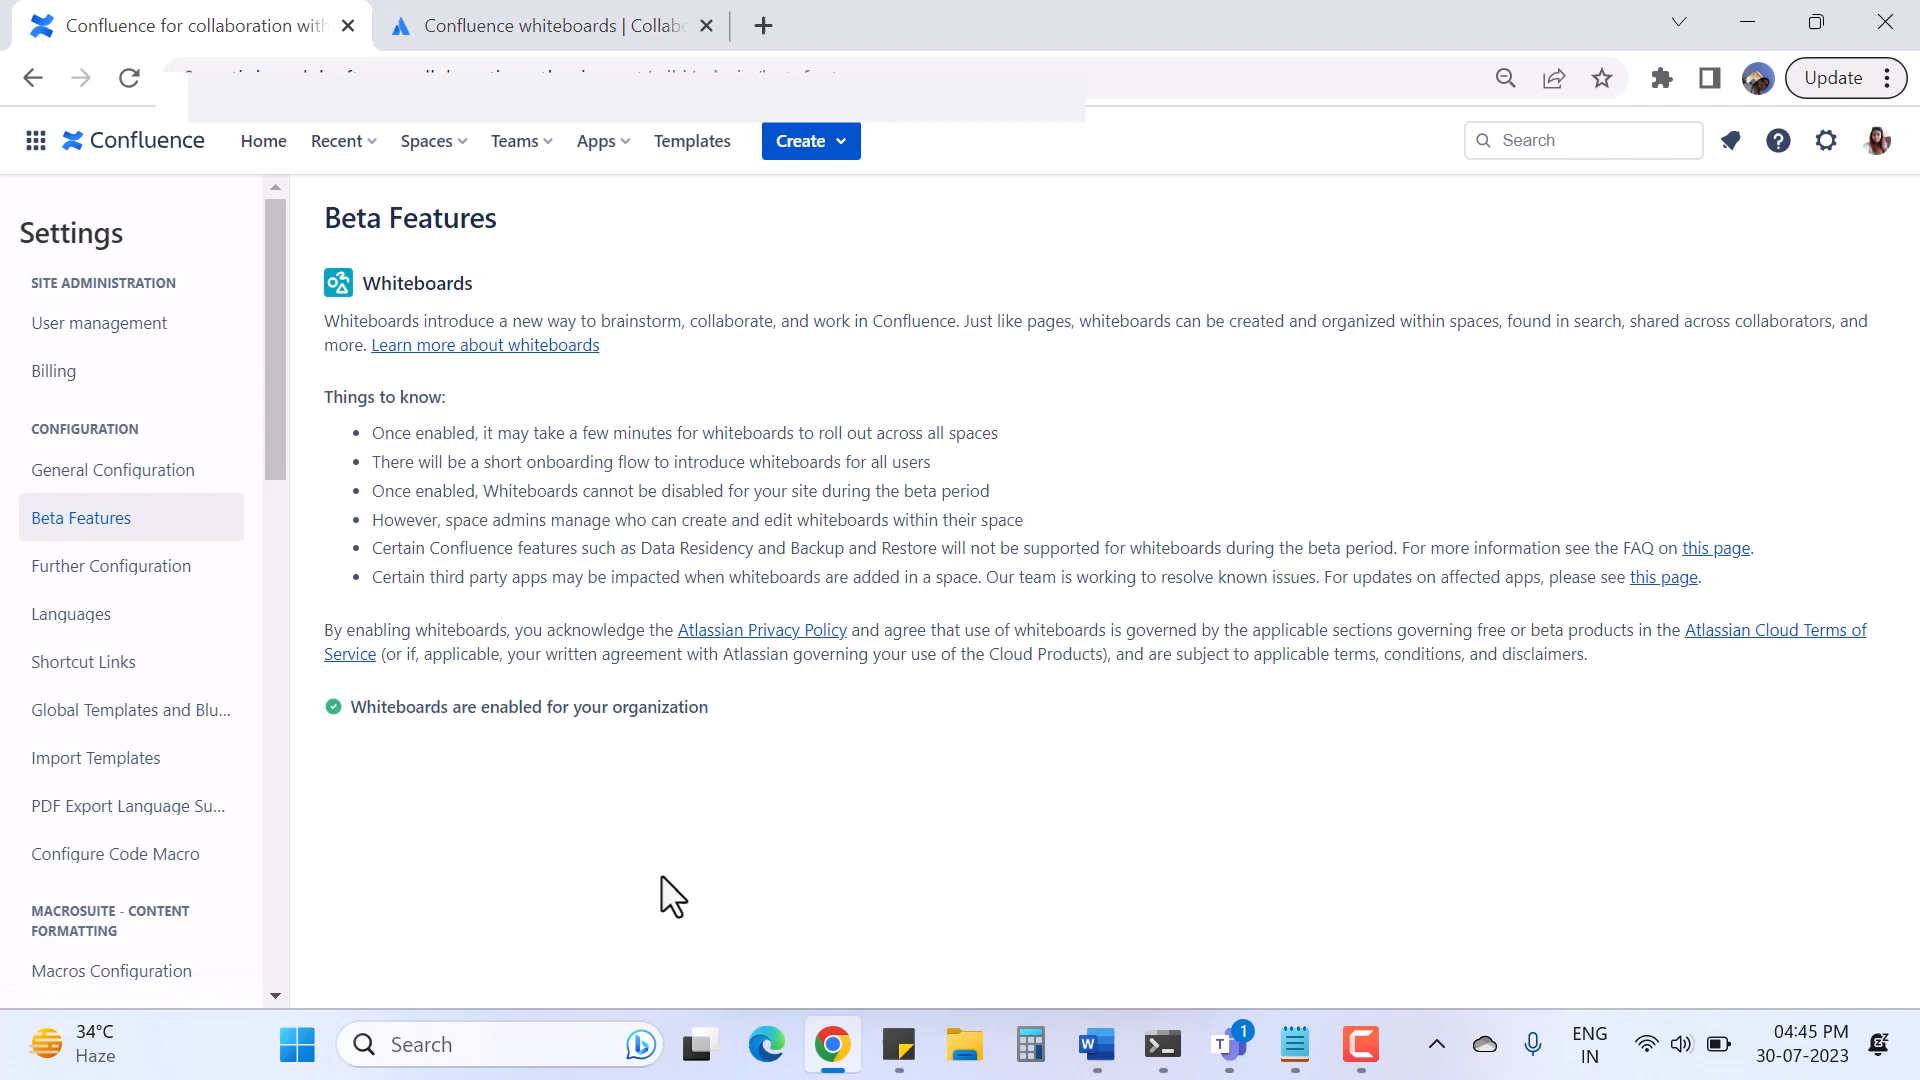 Confluence for collaboration with
Confluence whiteboards | Collabo
Update
Confluence
Home
Recent
Spaces
Teams
Apps
Templates
Create
Search
Settings
SITE ADMINISTRATION
User management
Billing
CONFIGURATION
General Configuration
Beta Features
Further Configuration
Languages
Shortcut Links
Global Templates and Blu...
Import Templates
PDF Export Language Su...
Configure Code Macro
MACROSUITE - CONTENT
FORMATTING
Macros Configuration
Beta Features
Whiteboards
Whiteboards introduce a new way to brainstorm, collaborate, and work in Confluence. Just like pages, whiteboards can be created and organized within spaces, found in search, shared across collaborators, and
more. Learn more about whiteboards
Things to know:
• Once enabled, it may take a few minutes for whiteboards to roll out across all spaces
• There will be a short onboarding flow to introduce whiteboards for all users
• Once enabled, Whiteboards cannot be disabled for your site during the beta period
• However, space admins manage who can create and edit whiteboards within their space
• Certain Confluence features such as Data Residency and Backup and Restore will not be supported for whiteboards during the beta period. For more information see the FAQ on this page.
• Certain third party apps may be impacted when whiteboards are added in a space. Our team is working to resolve known issues. For updates on affected apps, please see this page.
By enabling whiteboards, you acknowledge the Atlassian Privacy Policy and agree that use of whiteboards is governed by the applicable sections governing free or beta products in the Atlassian Cloud Terms of
Service (or if, applicable, your written agreement with Atlassian governing your use of the Cloud Products), and are subject to applicable terms, conditions, and disclaimers.
Whiteboards are enabled for your organization
34°C
Haze
Search
1
ENG
IN
04:45 PM
30-07-2023